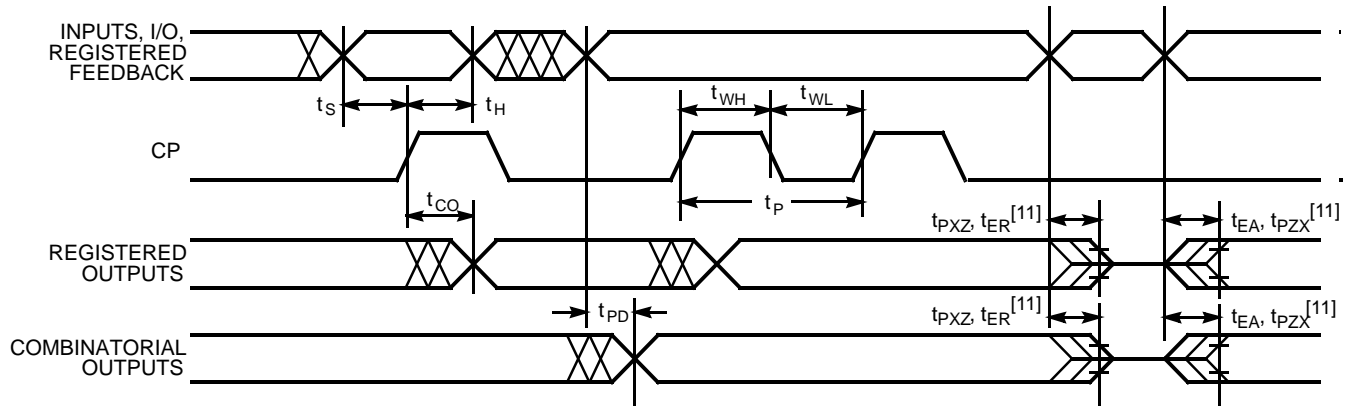 INPUTS, I/O,
REGISTERED
FEEDBACK
tS
tH
tWH
tWL
CP
tCO
tP
tPXZ, tER[11]
tEA, tPZX[11]
REGISTERED
OUTPUTS
tPD
tPXZ, tER[11]
tEA, tPZX[11]
COMBINATORIAL
OUTPUTS